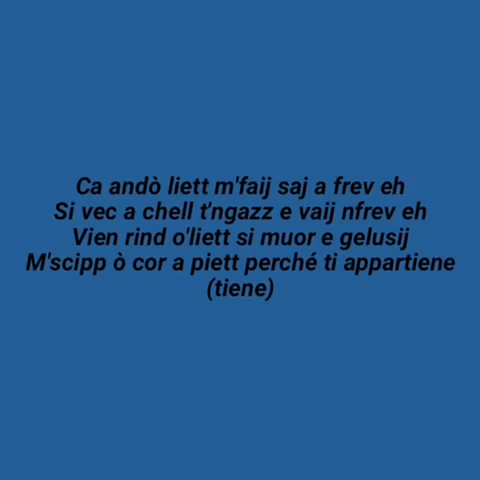 Ca andò liett m'faij saj a frev eh
Si vec a chell t'ngazz e vaij nfrev eh
Vien rind o'liett si muor e gelusij
M'scipp ò cor a piett perché ti appartiene
(tiene)